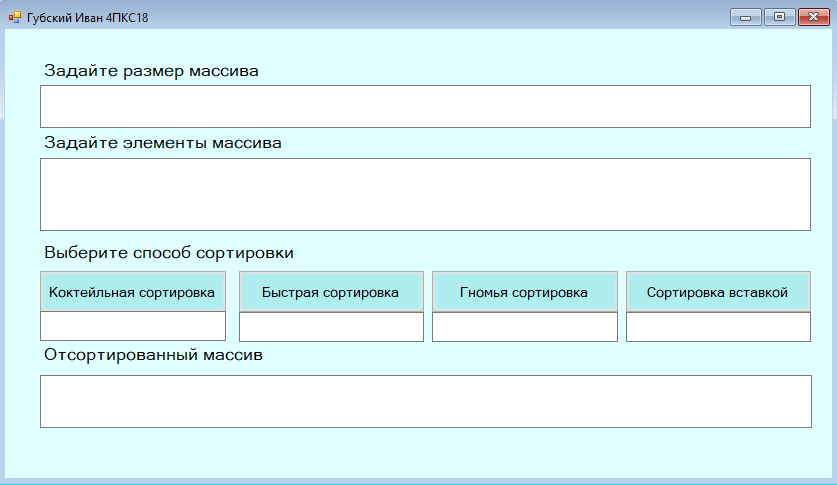 Губский Иван 4ПКС18
Задайте размер массива
Задайте элементы массива
Выберите способ сортировки
Коктейльная сортировка
Быстрая сортировка
Гномья сортировка
Сортировка вставкой
Отсортированный массив